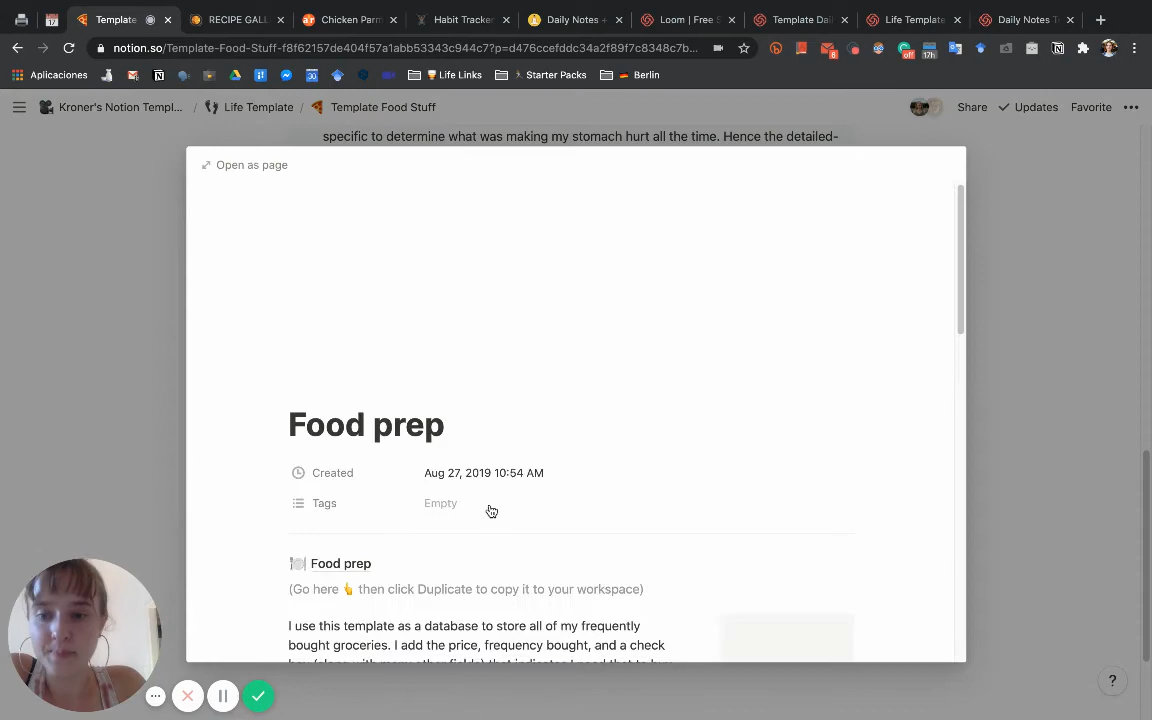 Template
RECIPE GALL
Chicken Parm
Habit Tracker
Daily Notes +
Loom | Free S
Template Dai
Life Template
Daily Notes T
notion.so/Template-Food-Stuff-f8f62157de404f57a1abb53343c944c7?p=d476ccefddc34a2f89f7c8348c7b...
Aplicaciones
Life Links
Starter Packs
Berlin
Kroner's Notion Templ... / Life Template / Template Food Stuff
Share
Updates
Favorite
specific to determine what was making my stomach hurt all the time. Hence the detailed-
Open as page
Food prep
Created Aug 27, 2019 10:54 AM
Tags Empty
Food prep
(Go here 👆 then click Duplicate to copy it to your workspace)
I use this template as a database to store all of my frequently
bought groceries. I add the price, frequency bought, and a check
?